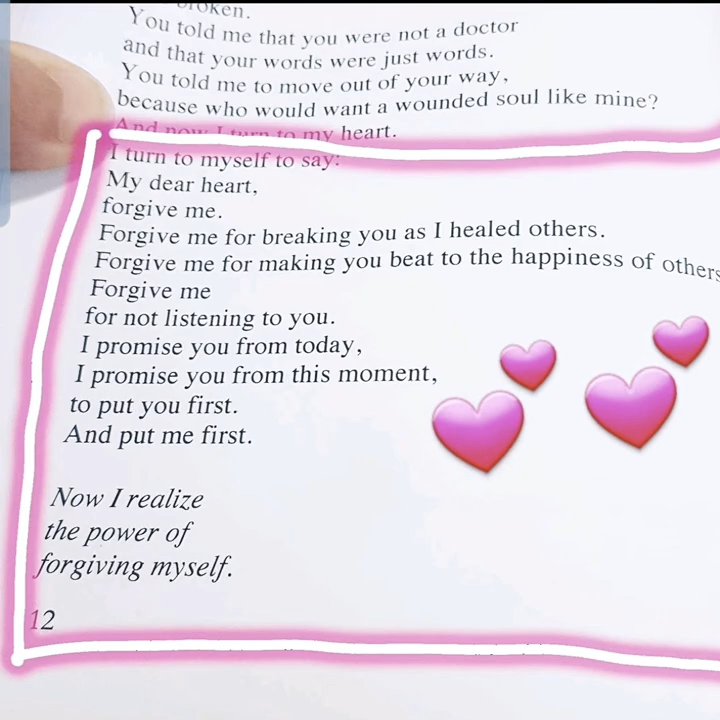 broken.
You told me that you were not a doctor
and that your words were just words.
You told me to move out of your way,
because who would want a wounded soul like mine?
And now I turn to my heart.
I turn to myself to say:
My dear heart,
forgive me.
Forgive me for breaking you as I healed others.
Forgive me for making you beat to the happiness of others
Forgive me
for not listening to you.
I promise you from today,
I promise you from this moment,
to put you first.
And put me first.
Now I realize
the power of
forgiving myself.
12